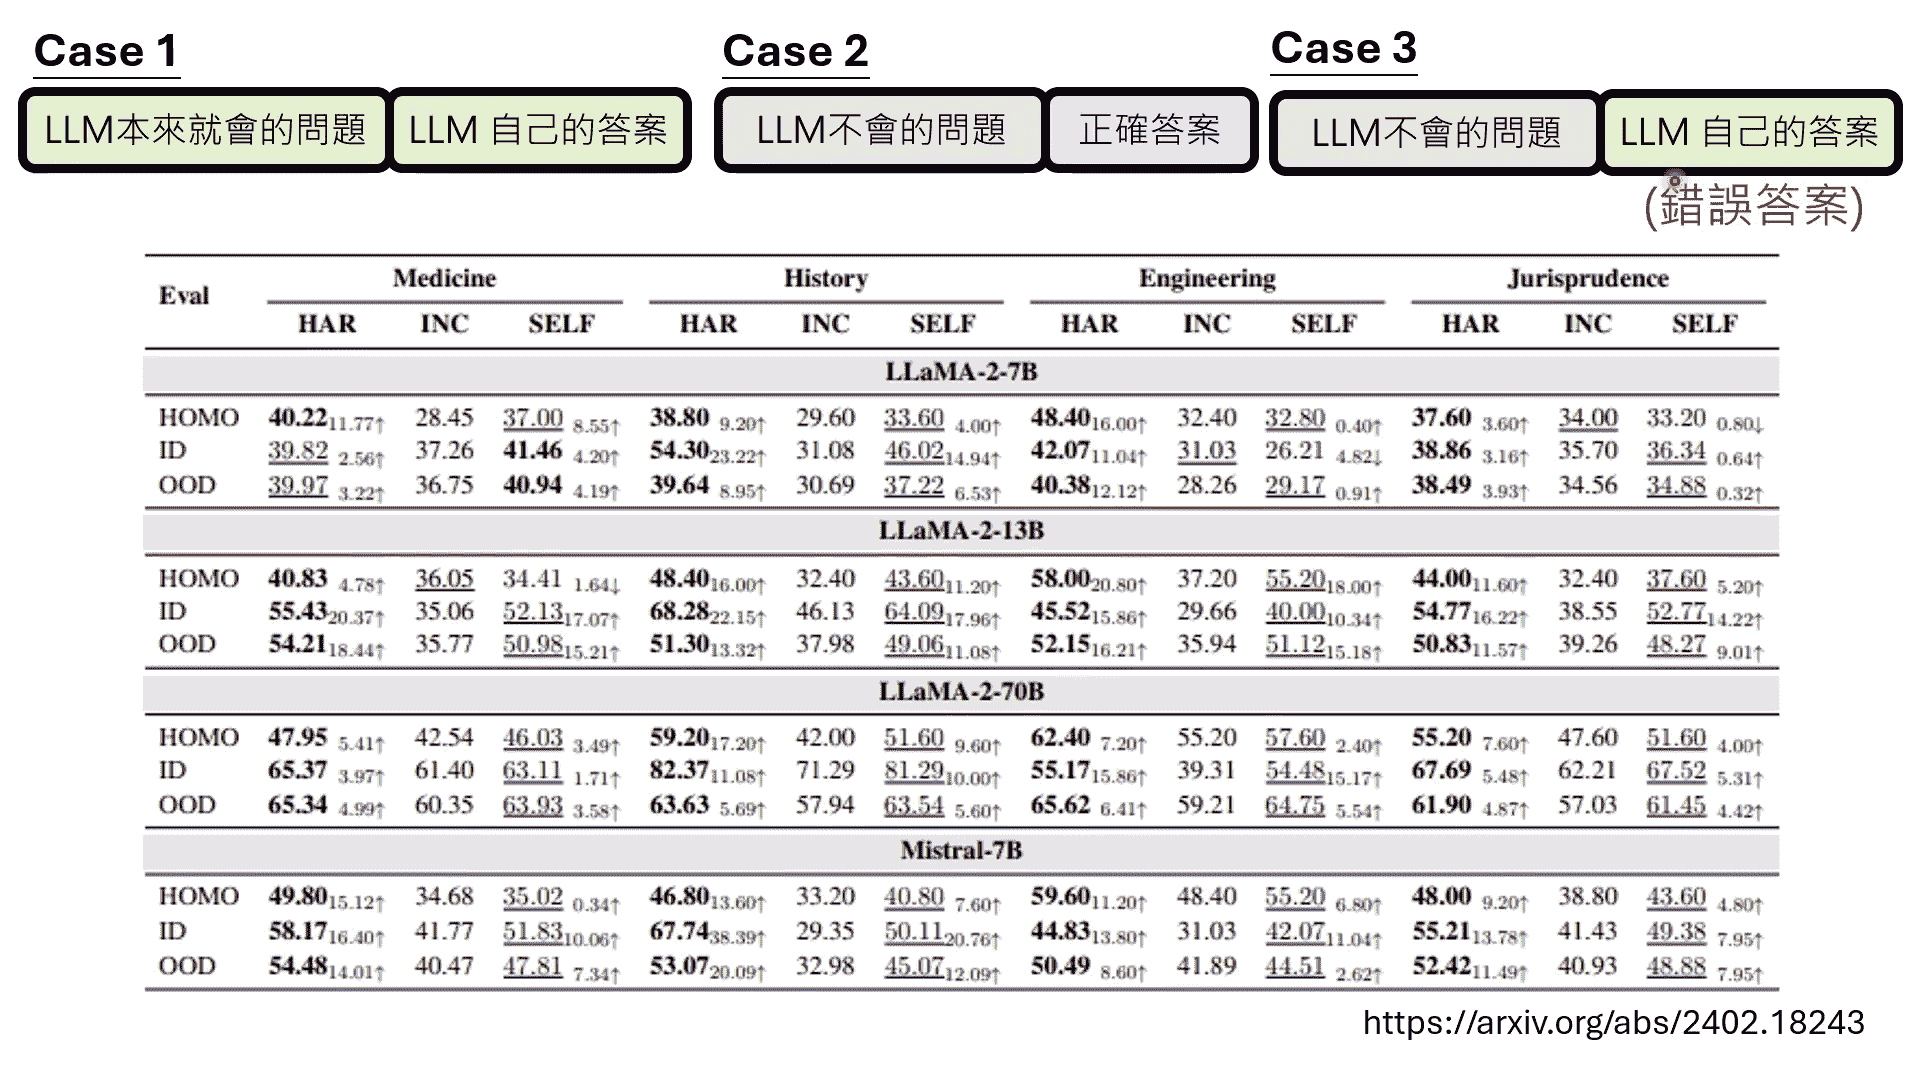 Case 1
Case 2
Case 3
LLM本來就會的問題 LLM 自己的答案
LLM不會的問題 正確答案
LLM不會的問題 LLM 自己的答案
(錯誤答案)
Eval Medicine History Engineering Jurisprudence
HAR INC SELF HAR INC SELF HAR INC SELF HAR INC SELF
LLaMA-2-7B
HOMO 40.22 11.77↑ 28.45 37.00 8.55↑ 38.80 9.20↑ 29.60 33.60 4.00↑ 48.40 16.00↑ 32.40 32.80 0.40↑ 37.60 3.60↑ 34.00 33.20 0.80↓
ID 39.82 2.56↑ 37.26 41.46 4.20↑ 54.30 23.22↑ 31.08 46.02 14.94↑ 42.07 11.04↑ 31.03 26.21 4.82↓ 38.86 3.16↑ 35.70 36.34 0.64↑
OOD 39.97 3.22↑ 36.75 40.94 4.19↑ 39.64 8.95↑ 30.69 37.22 6.53↑ 40.38 12.12↑ 28.26 29.17 0.91↑ 38.49 3.93↑ 34.56 34.88 0.32↑
LLaMA-2-13B
HOMO 40.83 4.78↑ 36.05 34.41 1.64↓ 48.40 16.00↑ 32.40 43.60 11.20↑ 58.00 20.80↑ 37.20 55.20 18.00↑ 44.00 11.60↑ 32.40 37.60 5.20↑
ID 55.43 20.37↑ 35.06 52.13 17.07↑ 68.28 22.15↑ 46.13 64.09 17.96↑ 45.52 15.86↑ 29.66 40.00 10.34↑ 54.77 16.22↑ 38.55 52.77 14.22↑
OOD 54.21 18.44↑ 35.77 50.98 15.21↑ 51.30 13.32↑ 37.98 49.06 11.08↑ 52.15 16.21↑ 35.94 51.12 15.18↑ 50.83 11.57↑ 39.26 48.27 9.01↑
LLaMA-2-70B
HOMO 47.95 5.41↑ 42.54 46.03 3.49↑ 59.20 17.20↑ 42.00 51.60 9.60↑ 62.40 7.20↑ 55.20 57.60 2.40↑ 55.20 7.60↑ 47.60 51.60 4.00↑
ID 65.37 3.97↑ 61.40 63.11 1.71↑ 82.37 11.08↑ 71.29 81.29 10.00↑ 55.17 15.86↑ 39.31 54.48 15.17↑ 67.69 5.48↑ 62.21 67.52 5.31↑
OOD 65.34 4.99↑ 60.35 63.93 3.58↑ 63.63 5.69↑ 57.94 63.54 5.60↑ 65.62 6.41↑ 59.21 64.75 5.54↑ 61.90 4.87↑ 57.03 61.45 4.42↑
Mistral-7B
HOMO 49.80 15.12↑ 34.68 35.02 0.34↑ 46.80 13.60↑ 33.20 40.80 7.60↑ 59.60 11.20↑ 48.40 55.20 6.80↑ 48.00 9.20↑ 38.80 43.60 4.80↑
ID 58.17 16.40↑ 41.77 51.83 10.06↑ 67.74 38.39↑ 29.35 50.11 20.76↑ 44.83 13.80↑ 31.03 42.07 11.04↑ 55.21 13.78↑ 41.43 49.38 7.95↑
OOD 54.48 14.01↑ 40.47 47.81 7.34↑ 53.07 20.09↑ 32.98 45.07 12.09↑ 50.49 8.60↑ 41.89 44.51 2.62↑ 52.42 11.49↑ 40.93 48.88 7.95↑
https://arxiv.org/abs/2402.18243